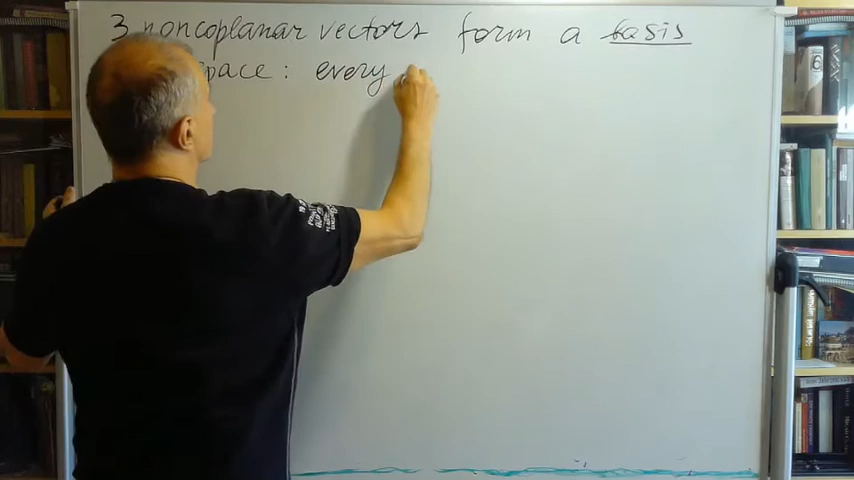 3 noncoplanar vectors form a basis
space : every